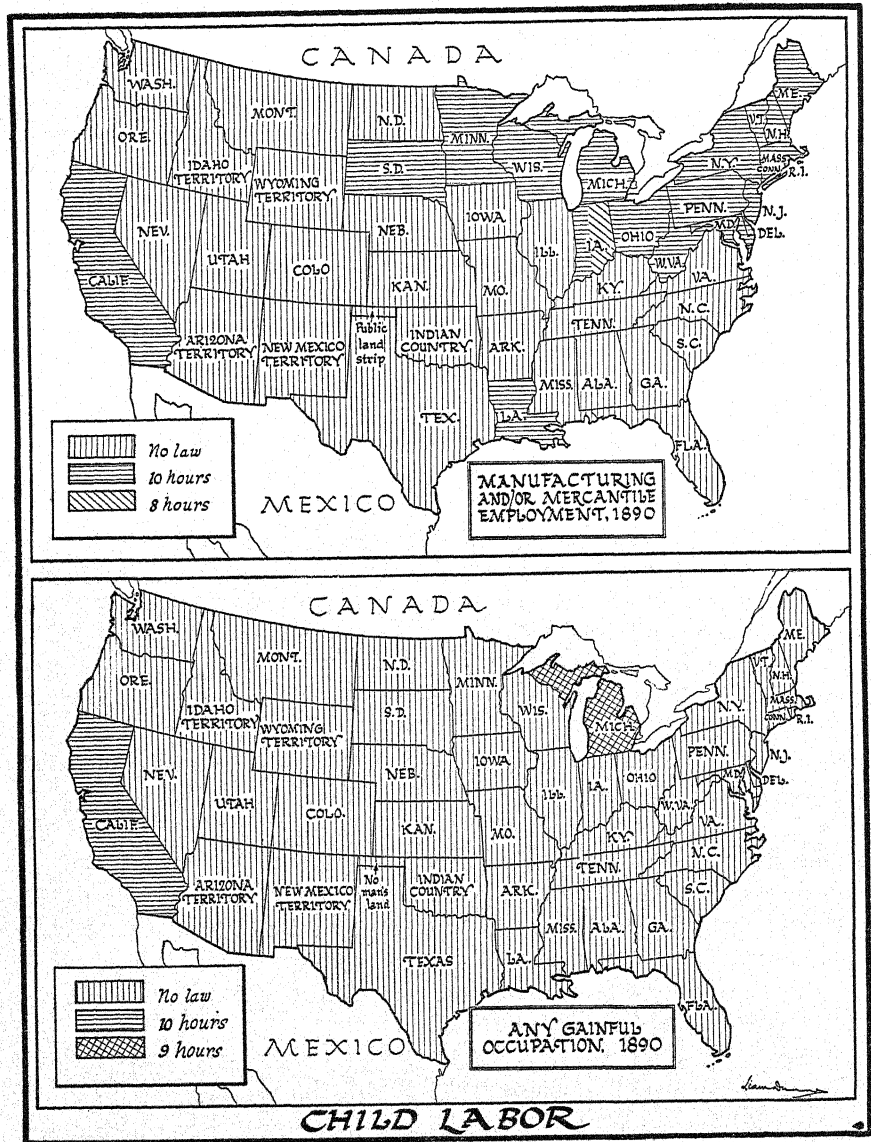 CANADA
WASH.
ORE.
IDAHO
TERRITORY
MONT.
WYOMING
TERRITORY
N.D.
S.D.
MINN.
WIS.
MICH.
IOWA
NEB.
NEV.
UTAH
COLO
KAN.
MO.
ILL.
IA.
OHIO
KY.
W.VA.
VA.
PENN.
N.Y.
VT.
N.H.
ME.
MASS
CONN.
R.I.
N.J.
DEL.
MD.
CALIF.
ARIZONA
TERRITORY
NEW MEXICO
TERRITORY
Public
land
strip
INDIAN
COUNTRY
ARK.
TENN.
N.C.
S.C.
MISS.
ALA.
GA.
LA.
TEX.
FLA.
No law
10 hours
8 hours
MEXICO
MANUFACTURING
AND/OR MERCANTILE
EMPLOYMENT, 1890
CANADA
WASH.
ORE.
IDAHO
TERRITORY
MONT.
WYOMING
TERRITORY
N.D.
S.D.
MINN.
WIS.
MICH.
IOWA
NEB.
NEV.
UTAH
COLO.
KAN.
MO.
ILL.
IA.
OHIO
KY.
W.VA.
VA.
PENN.
N.Y.
VT.
N.H.
ME.
MASS.
CONN.
R.I.
N.J.
DEL.
MD.
CALIF.
ARIZONA
TERRITORY
NEW MEXICO
TERRITORY
No
man's
land
INDIAN
COUNTRY
ARK.
TENN.
N.C.
S.C.
MISS.
ALA.
GA.
LA.
TEXAS
FLA.
No law
10 hours
9 hours
MEXICO
ANY GAINFUL
OCCUPATION, 1890
CHILD LABOR